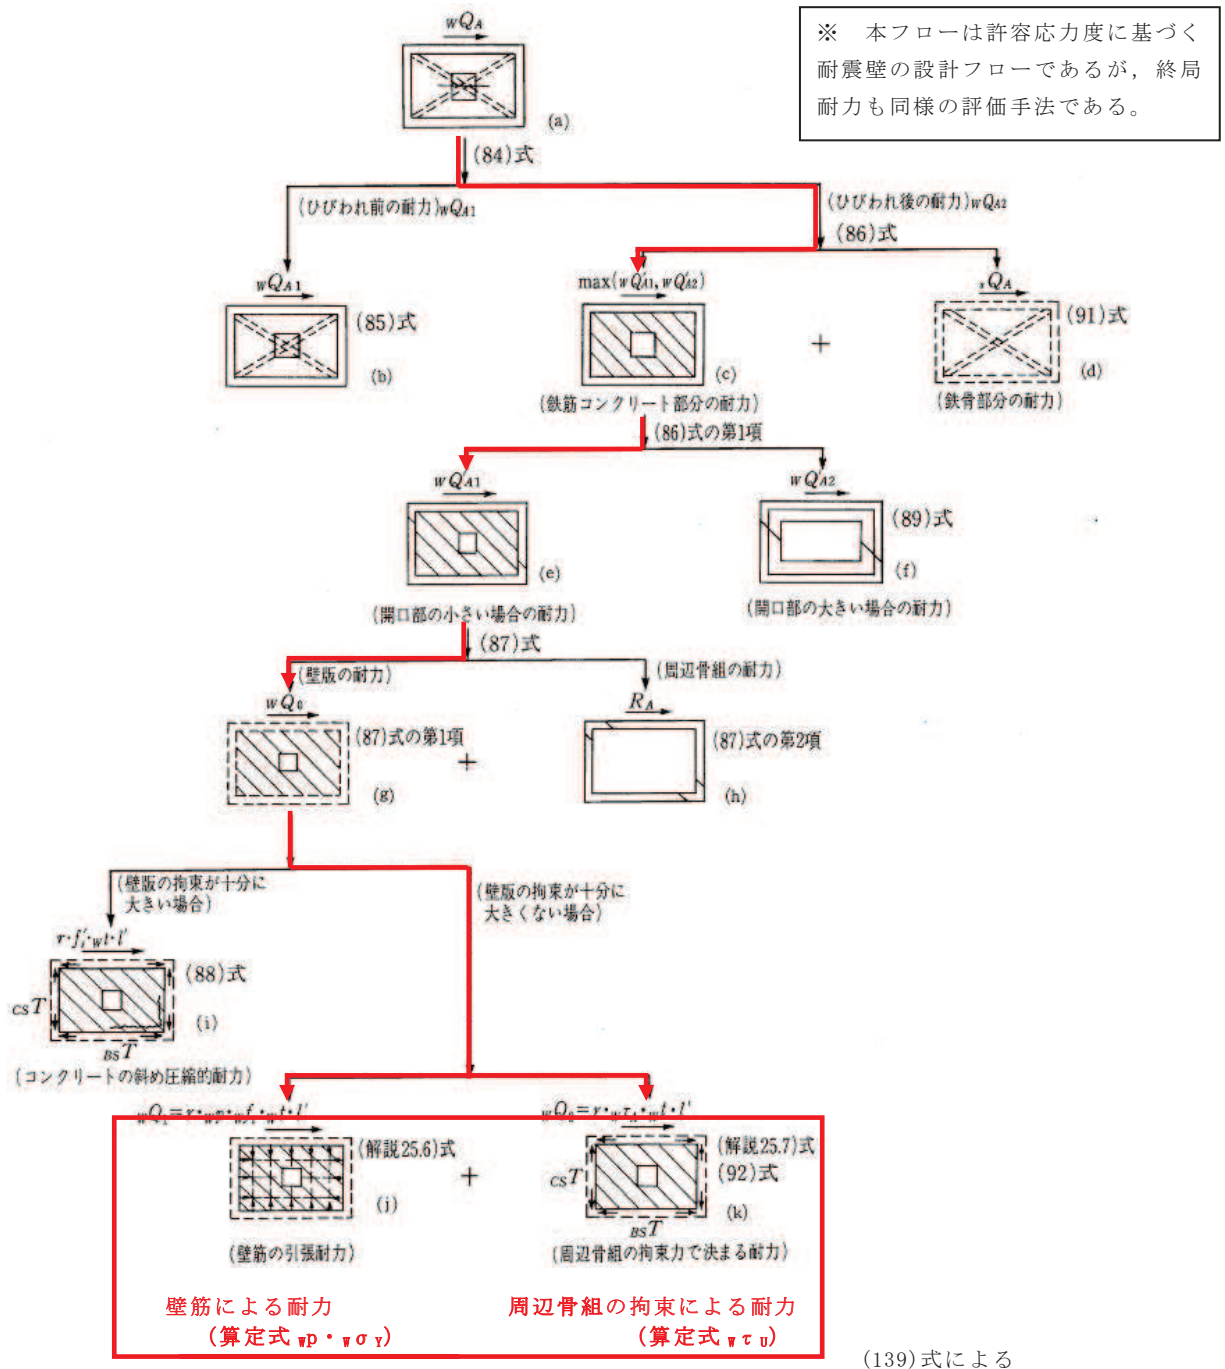 wQA
※　本フローは許容応力度に基づく
耐震壁の設計フローであるが，終局
耐力も同様の評価手法である。
(a)
(84)式
(ひびわれ前の耐力)wQA1
(ひびわれ後の耐力)wQA2
(86)式
wQA1
(85)式
(b)
max(wQ'A1, wQ'A2)
(c)
(鉄筋コンクリート部分の耐力)
+
sQA
(91)式
(d)
(鉄骨部分の耐力)
(86)式の第1項
wQ'A1
(e)
(開口部の小さい場合の耐力)
wQ'A2
(89)式
(f)
(開口部の大きい場合の耐力)
(87)式
(壁版の耐力)
(周辺骨組の耐力)
wQ0
(87)式の第1項
(g)
+
RA
(87)式の第2項
(h)
(壁版の拘束が十分に
大きい場合)
(壁版の拘束が十分に
大きくない場合)
(88)式
csT
(i)
BST
(コンクリートの斜め圧縮的耐力)
(解説25.6)式
(j)
(壁筋の引張耐力)
+
(解説25.7)式
(92)式
csT
(k)
BST
(周辺骨組の拘束力で決まる耐力)
壁筋による耐力
(算定式 wp・wσY)
周辺骨組の拘束による耐力
(算定式 wτU)
(139)式による